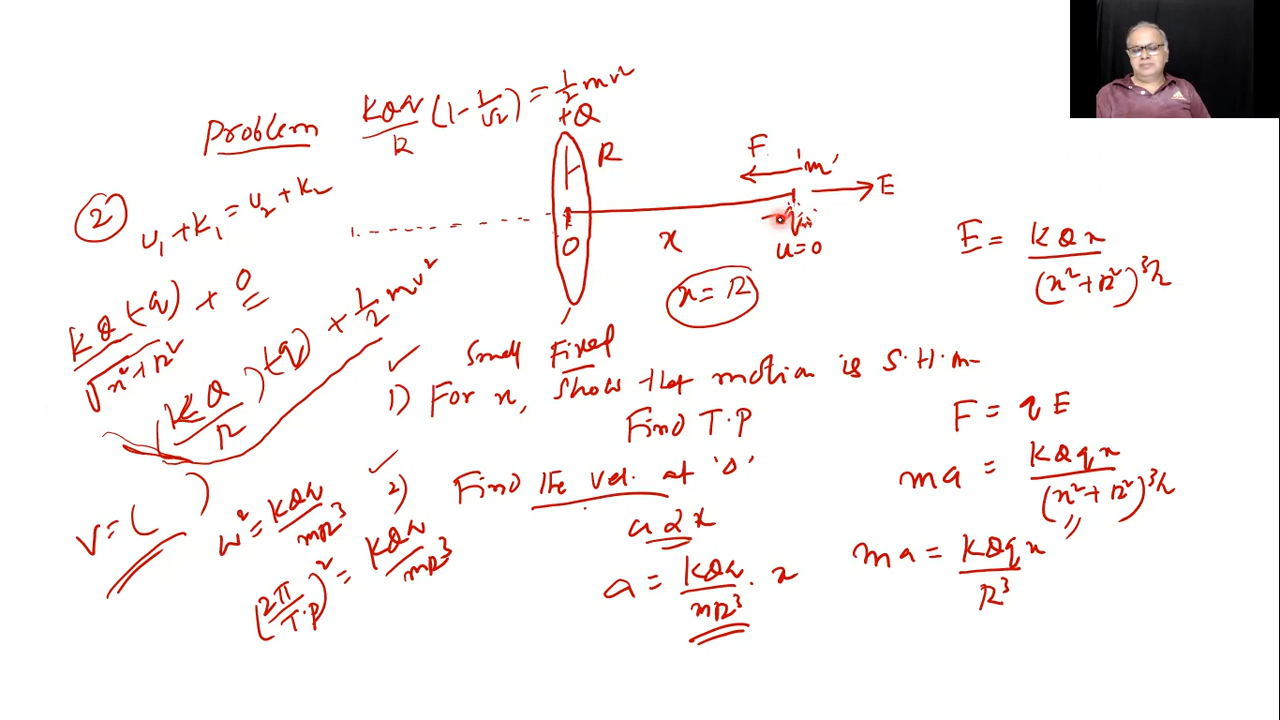 Problem
KQq/R (1 - 1/√2) = 1/2 mv²
+Q
R
F
'm'
E
②
U₁ + K₁ = U₂ + K₂
O
x
-q
u=0
x = R
E = KQx/(x² + R²)^3/2
KQ(-q)/√x² + R² + 0
(KQ/R)(-q) + 1/2 mv²
Small Fixed
1) For x, show that motion is S.H.M
Find T.P
F = qE
2) Find the vel. at 'O'
ma = KQqx/(x² + R²)^3/2
V = ( )
ω² = KQq/mR³
a α x
ma = KQqx/R³
(2π/T.P)² = KQq/mR³
a = KQq/mR³ . x